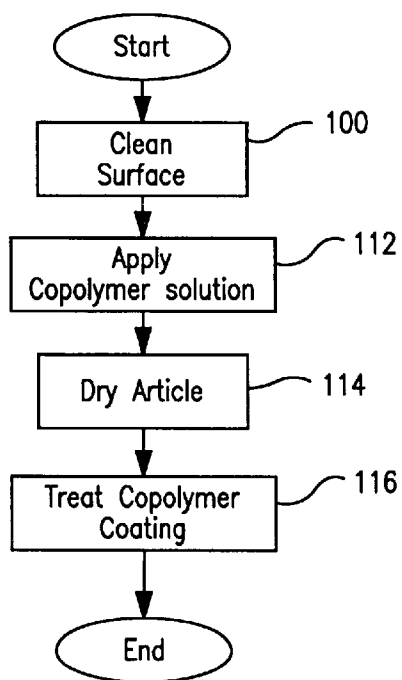 Start
Clean
Surface
100
Apply
Copolymer solution
112
Dry Article
114
Treat Copolymer
Coating
116
End